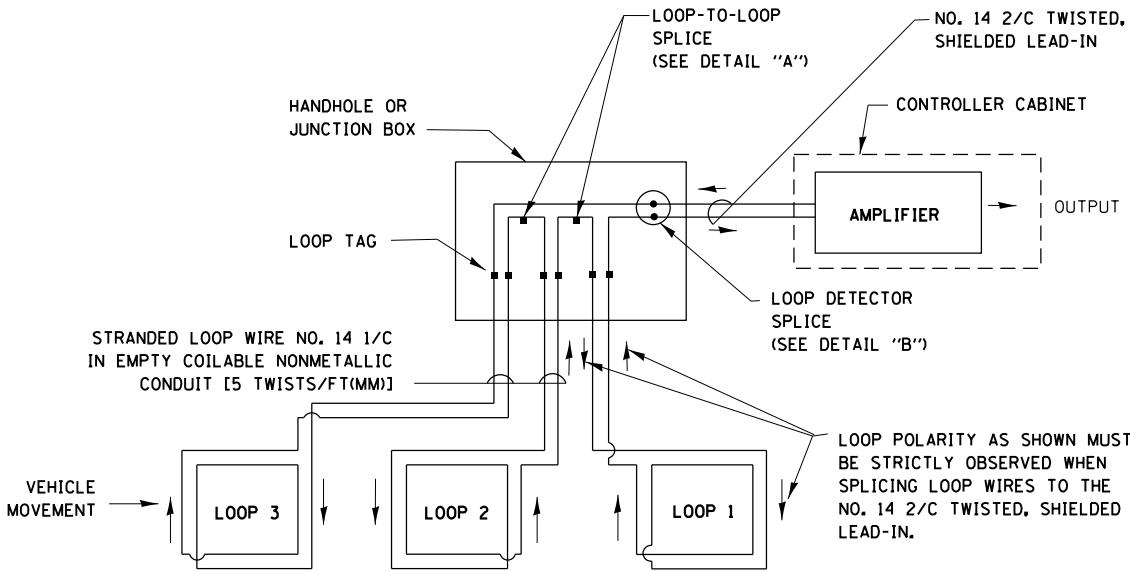 LOOP-TO-LOOP
SPLICE
(SEE DETAIL "A")
NO. 14 2/C TWISTED,
SHIELDED LEAD-IN
HANDHOLE OR
JUNCTION BOX
CONTROLLER CABINET
AMPLIFIER
OUTPUT
LOOP TAG
LOOP DETECTOR
SPLICE
(SEE DETAIL "B")
STRANDED LOOP WIRE NO. 14 1/C
IN EMPTY COILABLE NONMETALLIC
CONDUIT [5 TWISTS/FT(MM)]
LOOP POLARITY AS SHOWN MUST
BE STRICTLY OBSERVED WHEN
SPLICING LOOP WIRES TO THE
NO. 14 2/C TWISTED, SHIELDED
LEAD-IN.
VEHICLE
MOVEMENT
LOOP 3
LOOP 2
LOOP 1